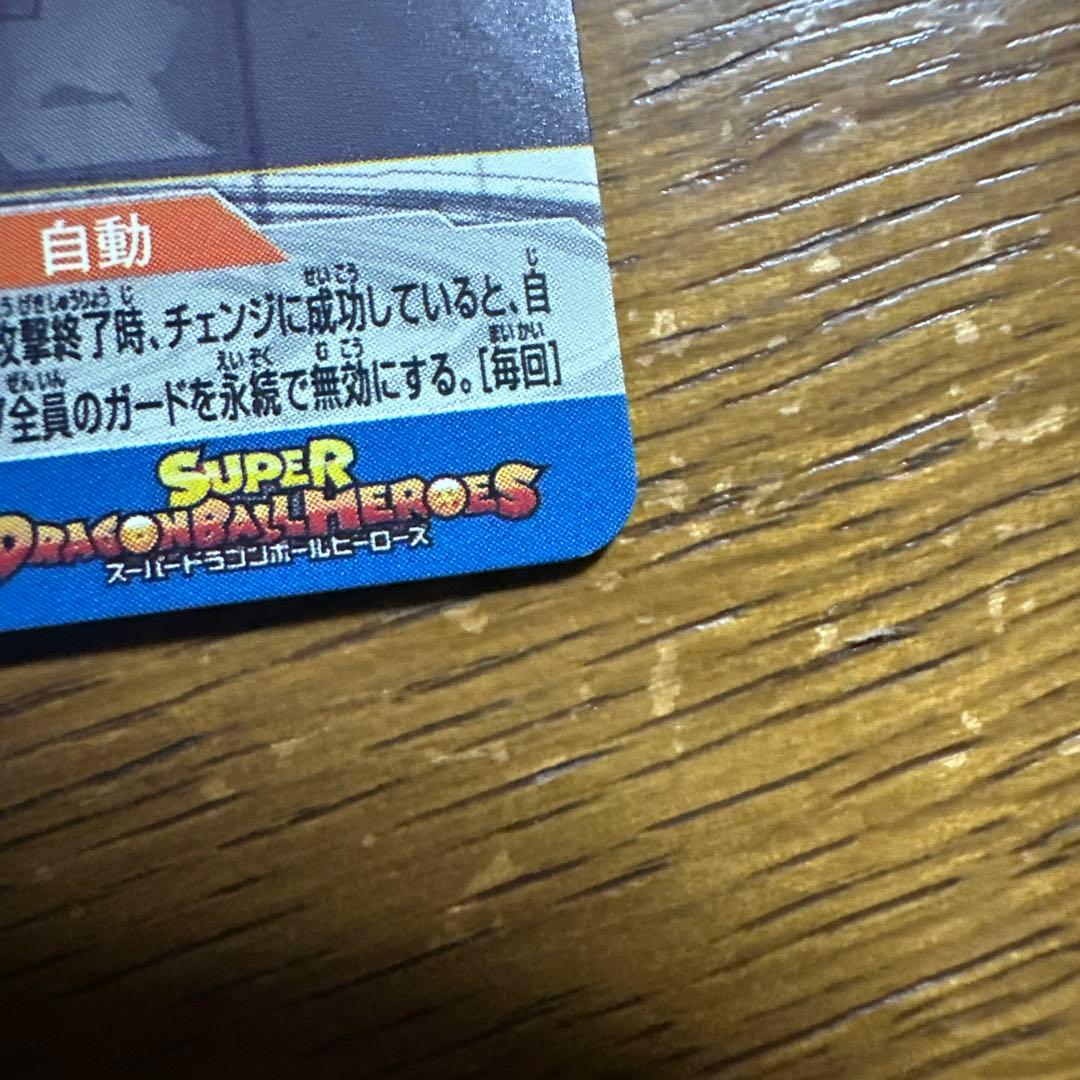 自動
攻撃終了時、チェンジに成功していると、自
全員のガードを永続で無効にする。[毎回]
SUPER
DRAGONBALL HEROES
スーパードラゴンボールヒーローズ